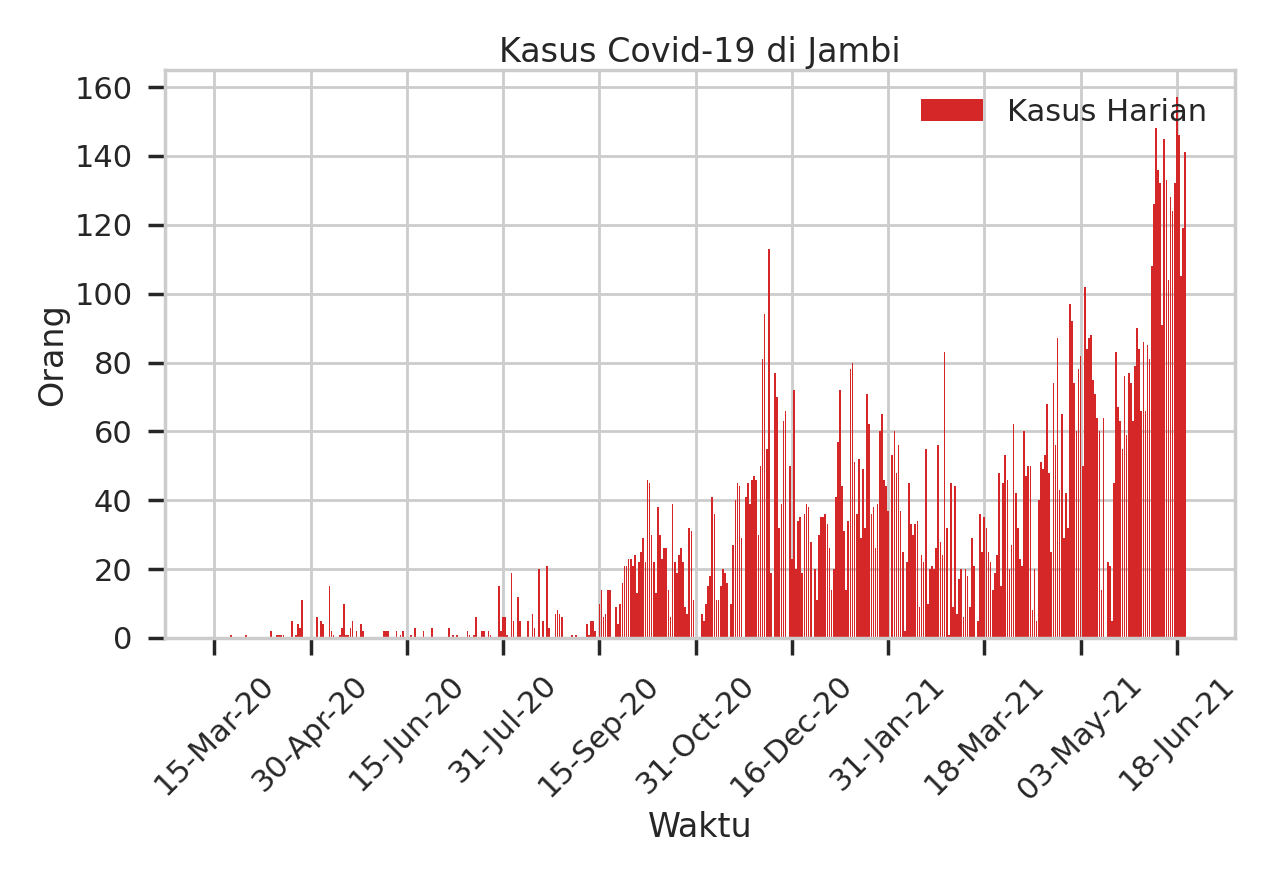 Kasus Covid-19 di Jambi
Kasus Harian
Orang
160
140
120
100
80
60
40
20
0
15-Mar-20
30-Apr-20
15-Jun-20
31-Jul-20
15-Sep-20
31-Oct-20
16-Dec-20
31-Jan-21
18-Mar-21
03-May-21
18-Jun-21
Waktu